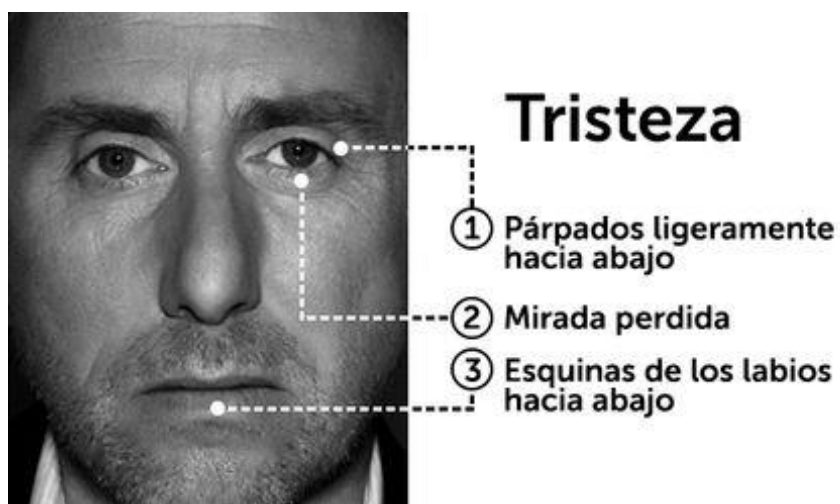 Tristeza
1 Párpados ligeramente
hacia abajo
2 Mirada perdida
3 Esquinas de los labios
hacia abajo